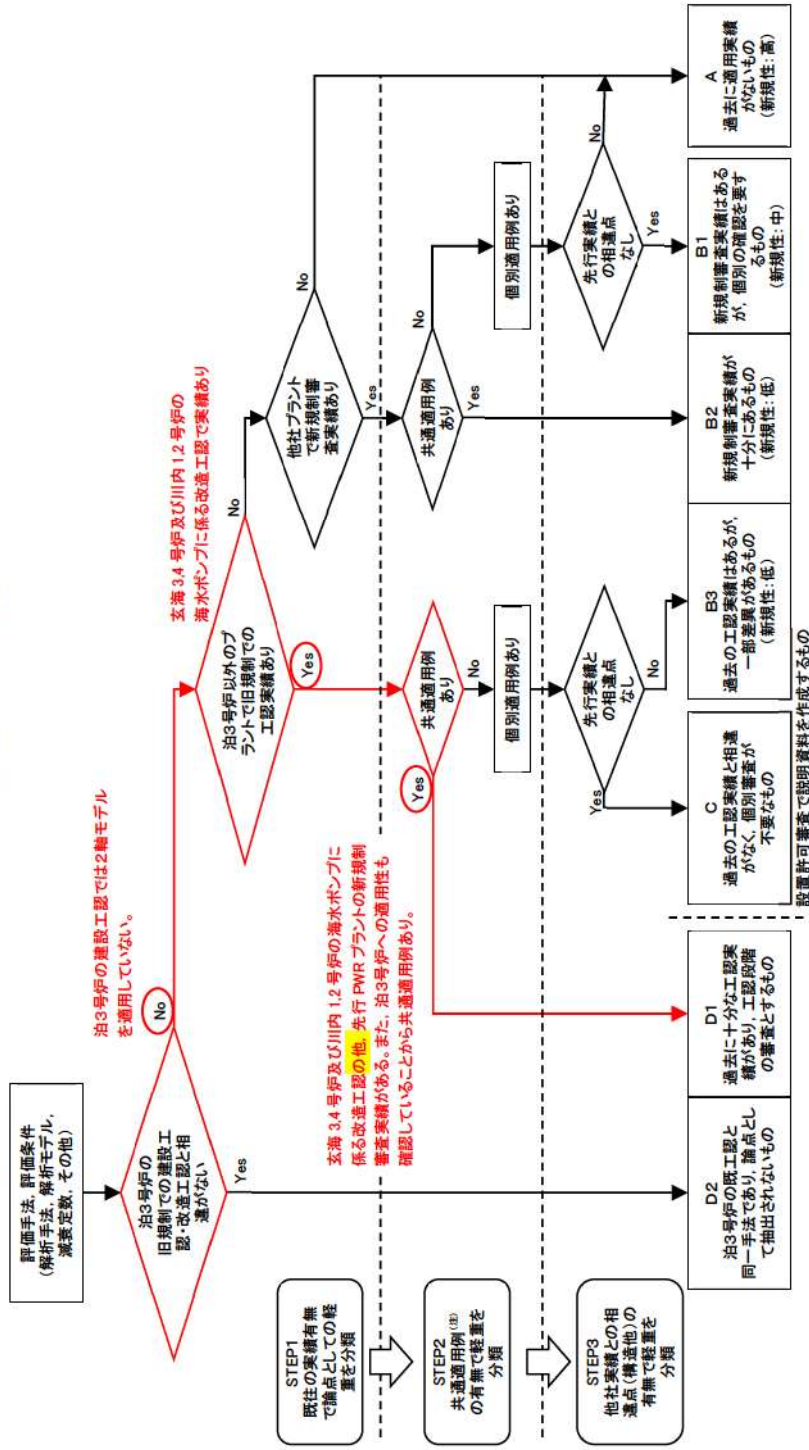 評価手法，評価条件
(解析手法，解析モデル，
減衰定数，その他)
泊3号炉の
旧規制での建設工
認・改造工認と相
違がない
No
Yes
泊3号炉の建設工認では2軸モデル
を適用していない。
泊3号炉以外のプ
ラントで旧規制での
工認実績あり
No
Yes
玄海 3,4 号炉及び川内 1,2 号炉の
海水ポンプに係る改造工認で実績あり
他社プラント
で新規制審
査実績あり
No
Yes
STEP1
既往の実績有無
で論点としての軽
重を分類
STEP2
共通適用例(注)
の有無で軽重を
分類
STEP3
他社実績との相
違点(構造他)の
有無で軽重を
分類
玄海 3,4 号炉及び川内 1,2 号炉の海水ポンプに
係る改造工認の他，先行 PWR プラントの新規制
審査実績がある。また，泊3号炉への適用性も
確認していることから共通適用例あり。
共通適用例
あり
Yes
No
個別適用例あり
先行実績と
の相違点
なし
Yes
No
共通適用例
あり
No
Yes
個別適用例あり
先行実績と
の相違点
なし
No
Yes
D2
泊3号炉の既工認と
同一手法であり，論点とし
て抽出されないもの
D1
過去に十分な工認実
績があり，工認段階
の審査とするもの
C
過去の工認実績と相違
がなく，個別審査が
不要なもの
B3
過去の工認実績はあるが，
一部差異があるもの
(新規性：低)
B2
新規制審査実績が
十分にあるもの
(新規性：低)
B1
新規制審査実績はある
が，個別の確認を要す
るもの
(新規性：中)
A
過去に適用実績
がないもの
(新規性：高)
設置許可審査で説明資料を作成するもの